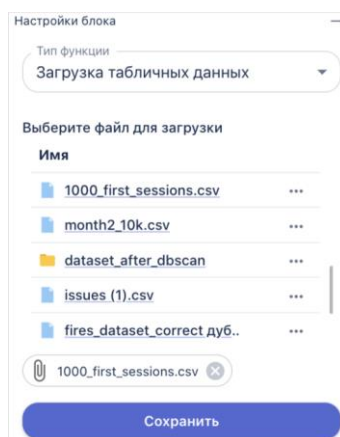 Настройки блока
Тип функции
Загрузка табличных данных
Выберите файл для загрузки
Имя
1000_first_sessions.csv
month2_10k.csv
dataset_after_dbscan
issues (1).csv
fires_dataset_correct дуб..
1000_first_sessions.csv
Сохранить